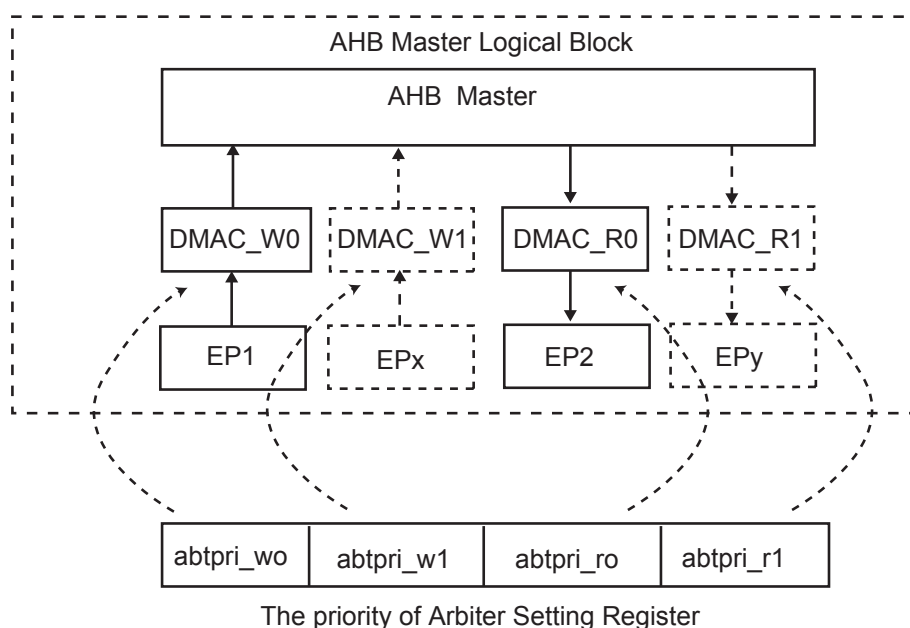 AHB Master Logical Block
AHB Master
DMAC_W0 DMAC_W1 DMAC_R0 DMAC_R1
EP1 EPx EP2 EPy
abtpri_wo abtpri_w1 abtpri_ro abtpri_r1
The priority of Arbiter Setting Register